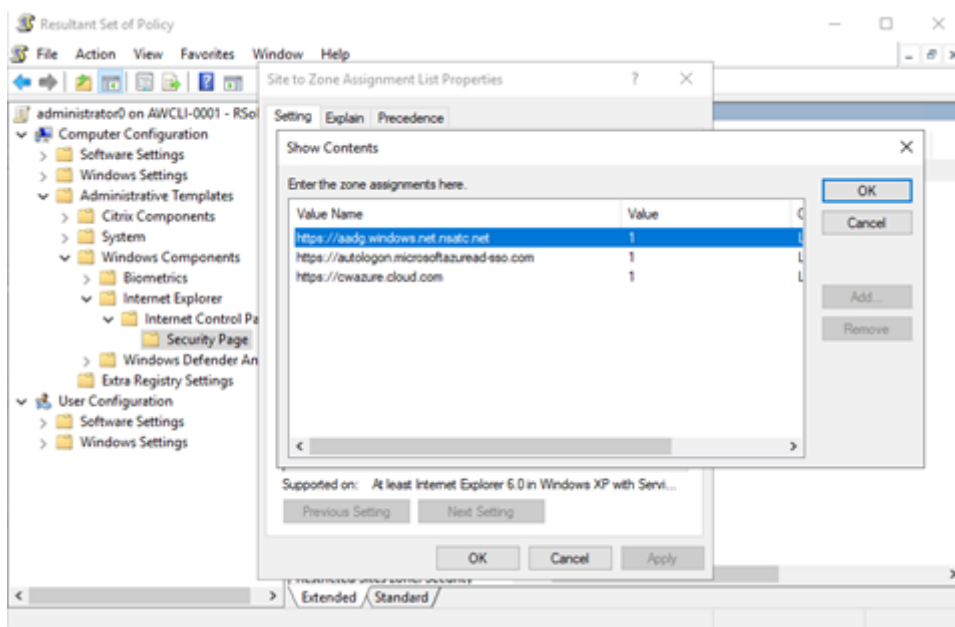 Resultant Set of Policy
File Action View Favorites Window Help
Site to Zone Assignment List Properties
administrator0 on AWCLI-0001 - RSo
Computer Configuration
Software Settings
Windows Settings
Administrative Templates
Citrix Components
System
Windows Components
Biometrics
Internet Explorer
Internet Control Pa
Security Page
Windows Defender An
Extra Registry Settings
User Configuration
Software Settings
Windows Settings
Setting Explain Precedence
Show Contents
Enter the zone assignments here.
Value Name Value
https://aadg.windows.net.nsatc.net 1
https://autologon.microsoftazuread-sso.com 1
https://cwazure.cloud.com 1
OK
Cancel
Add...
Remove
Supported on: At least Internet Explorer 6.0 in Windows XP with Servi...
Previous Setting Next Setting
OK Cancel Apply
Extended Standard